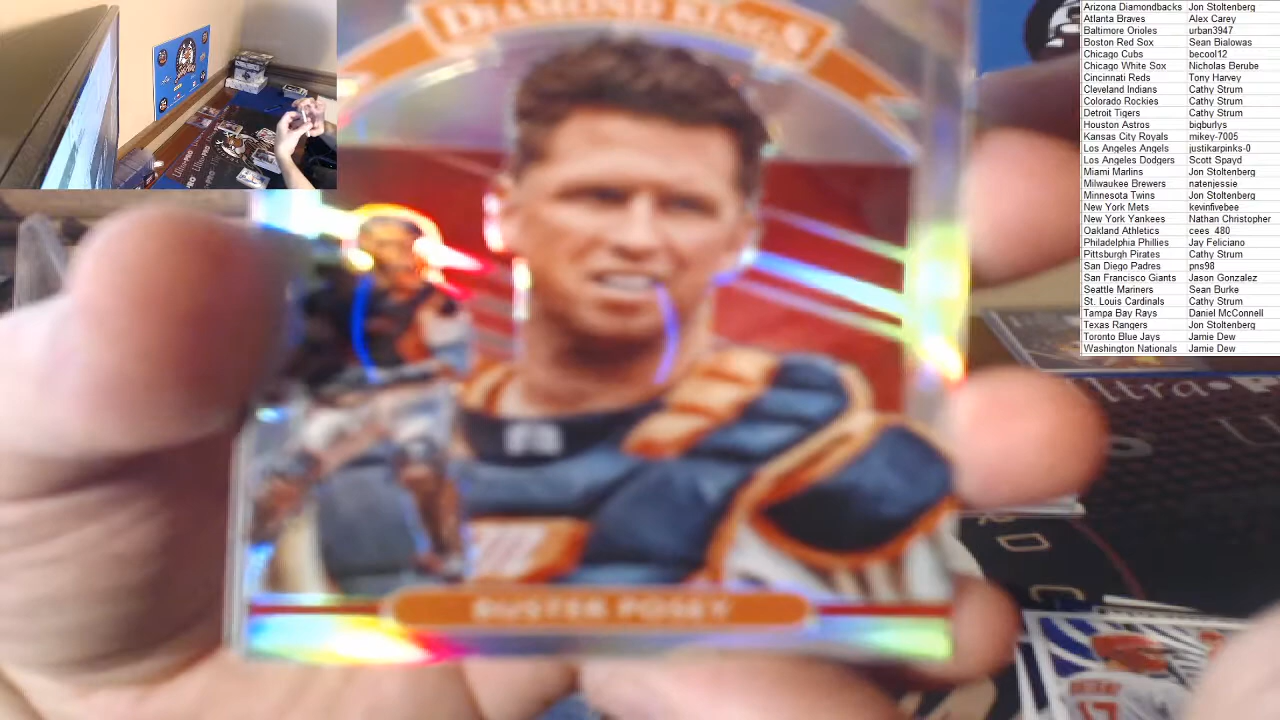 DIAMOND KINGS
BUSTER POSEY
Arizona Diamondbacks Jon Stoltenberg
Atlanta Braves Alex Carey
Baltimore Orioles urban3947
Boston Red Sox Sean Bialowas
Chicago Cubs becool12
Chicago White Sox Nicholas Berube
Cincinnati Reds Tony Harvey
Cleveland Indians Cathy Strum
Colorado Rockies Cathy Strum
Detroit Tigers Cathy Strum
Houston Astros bigburlys
Kansas City Royals mikey-7005
Los Angeles Angels justikarpinks-0
Los Angeles Dodgers Scott Spayd
Miami Marlins Jon Stoltenberg
Milwaukee Brewers natenjessie
Minnesota Twins Jon Stoltenberg
New York Mets kevinfivebee
New York Yankees Nathan Christopher
Oakland Athletics cees_480
Philadelphia Phillies Jay Feliciano
Pittsburgh Pirates Cathy Strum
San Diego Padres pns98
San Francisco Giants Jason Gonzalez
Seattle Mariners Sean Burke
St. Louis Cardinals Cathy Strum
Tampa Bay Rays Daniel McConnell
Texas Rangers Jon Stoltenberg
Toronto Blue Jays Jamie Dew
Washington Nationals Jamie Dew
17